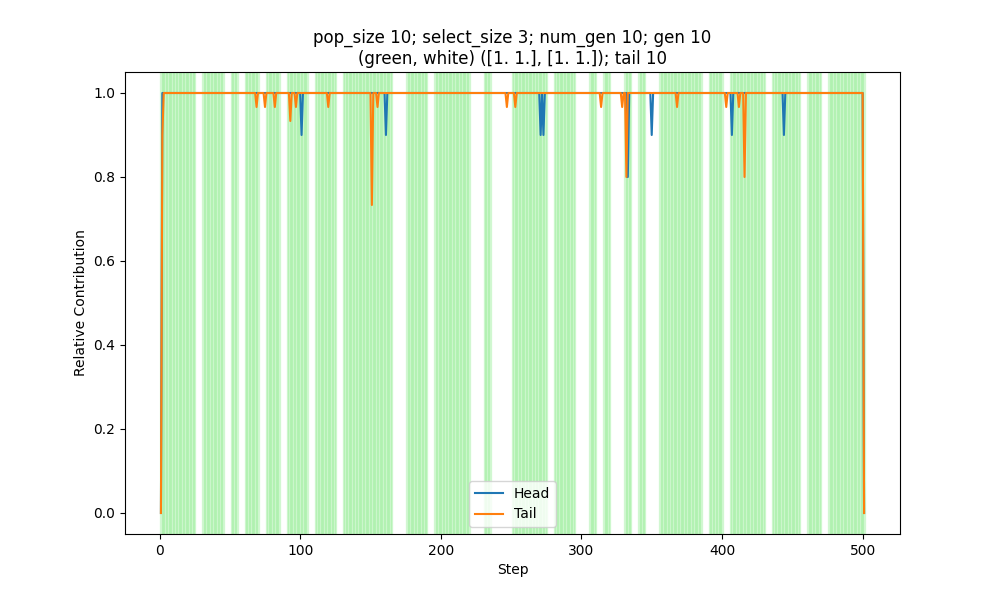 pop_size 10; select_size 3; num_gen 10; gen 10
(green, white) ([1. 1.], [1. 1.]); tail 10
1.0
0.8
0.6
0.4
0.2
0.0
Relative Contribution
Head
Tail
0
100
200
300
400
500
Step